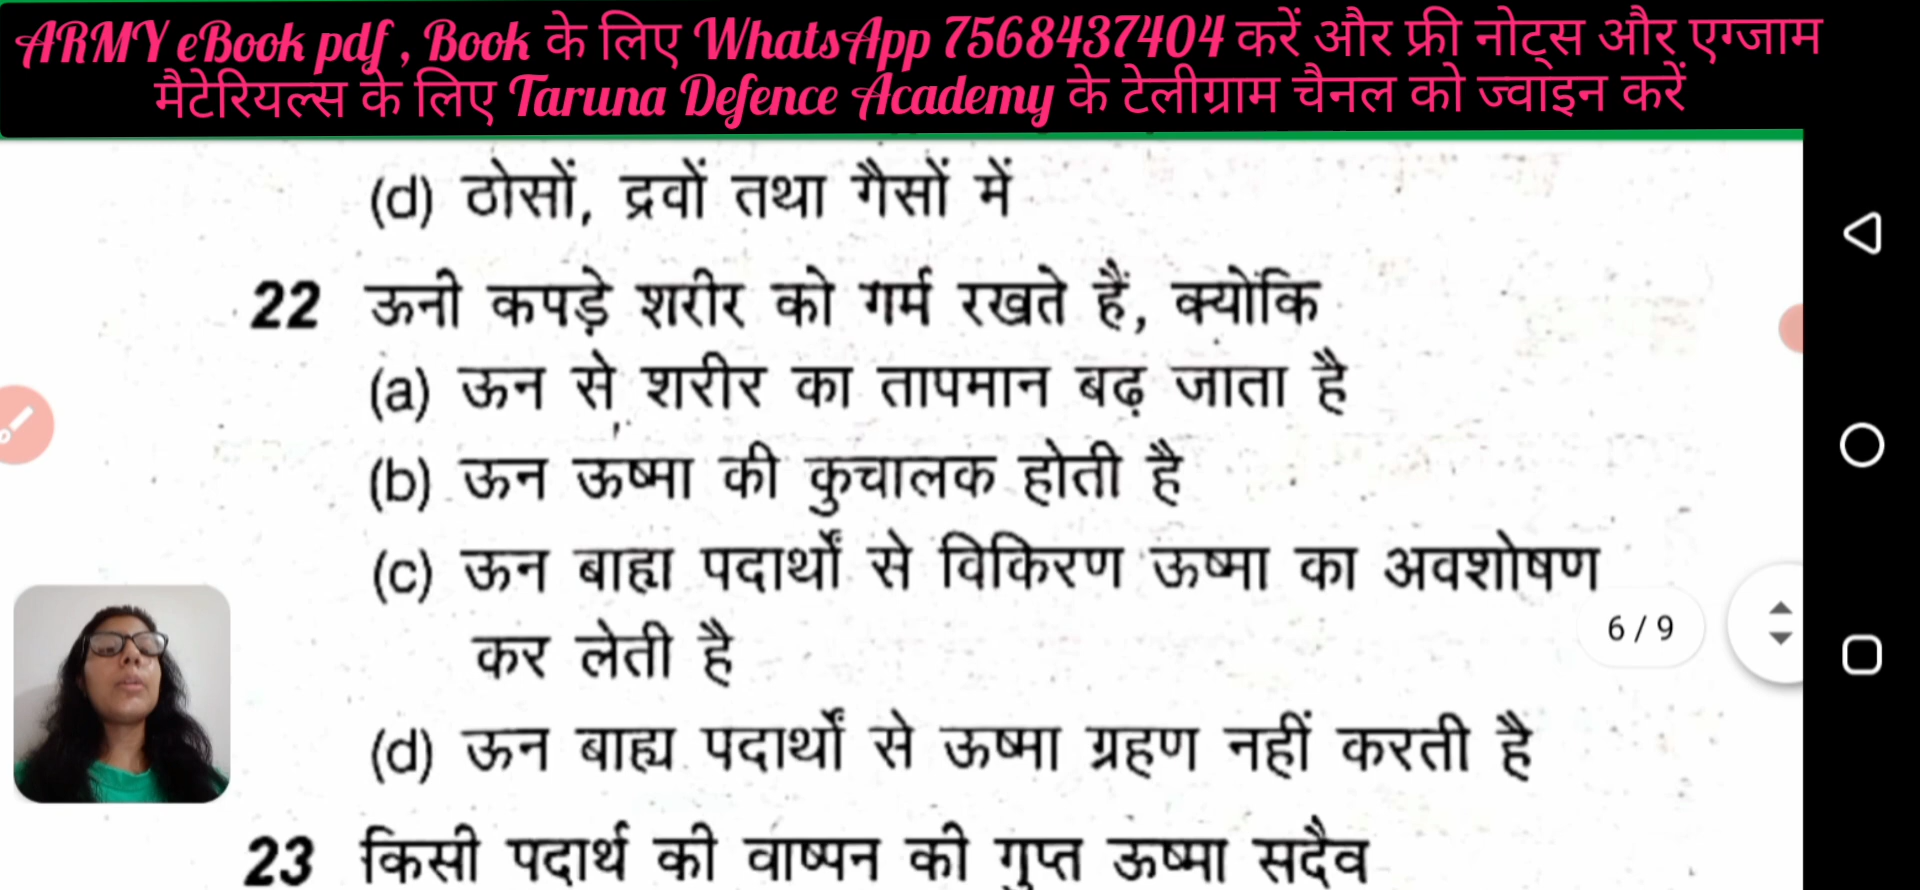 ARMY eBook pdf , Book के लिए WhatsApp 7568437404 करें और फ्री नोट्स और एग्जाम
मैटेरियल्स के लिए Taruna Defence Academy के टेलीग्राम चैनल को ज्वाइन करें
(d) ठोसों, द्रवों तथा गैसों में
22 ऊनी कपड़े शरीर को गर्म रखते हैं, क्योंकि
(a) ऊन से शरीर का तापमान बढ़ जाता है
(b) ऊन ऊष्मा की कुचालक होती है
(c) ऊन बाह्य पदार्थों से विकिरण ऊष्मा का अवशोषण
कर लेती है
6 / 9
(d) ऊन बाह्य पदार्थों से ऊष्मा ग्रहण नहीं करती है
23 किसी पदार्थ की वाष्पन की गुप्त ऊष्मा सदैव